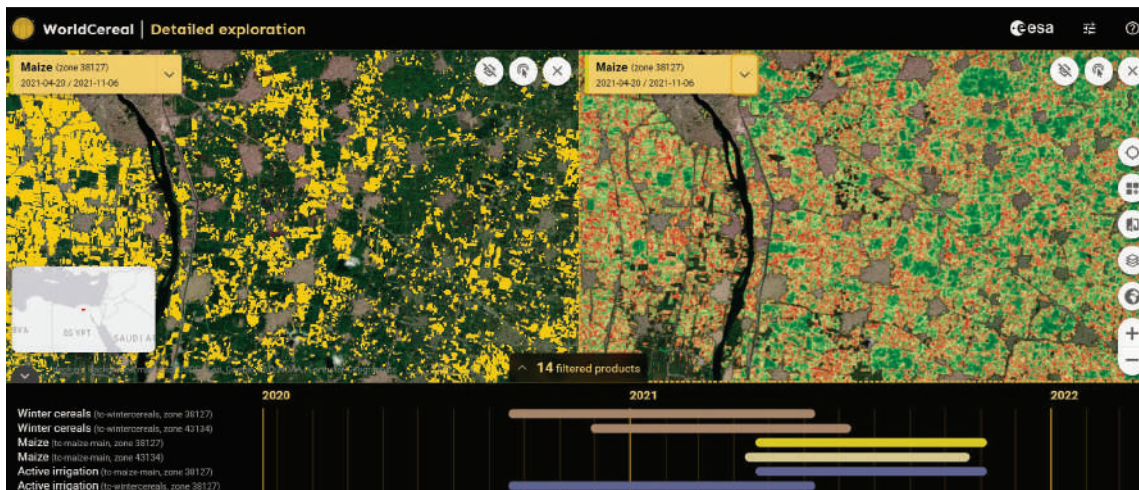 WorldCereal | Detailed exploration
esa
Maize (zone 38127)
2021-04-20 / 2021-11-06
Maize (zone 38127)
2021-04-20 / 2021-11-06
EGYPT
SAUDI A
14 filtered products
2020 2021 2022
Winter cereals (tc-wintercereals, zone 38127)
Winter cereals (tc-wintercereals, zone 43134)
Maize (tc-maize-main, zone 38127)
Maize (tc-maize-main, zone 43134)
Active irrigation (tc-maize-main, zone 38127)
Active irrigation (tc-wintercereals, zone 38127)